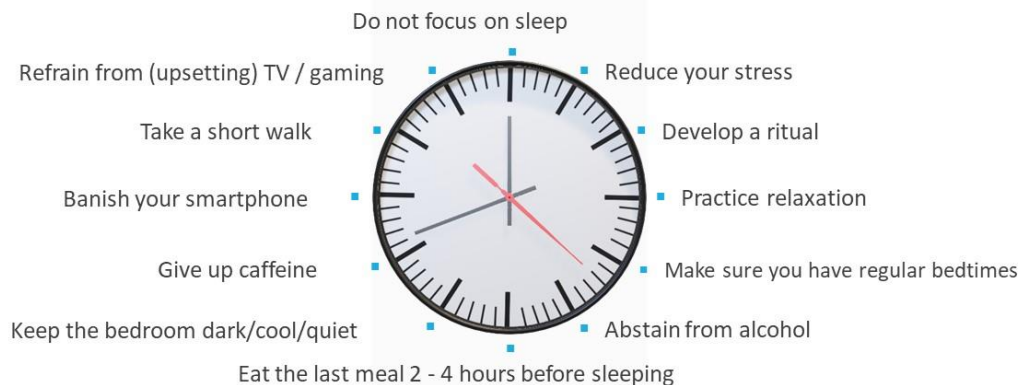 Do not focus on sleep
Refrain from (upsetting) TV / gaming
Reduce your stress
Take a short walk
Develop a ritual
Banish your smartphone
Practice relaxation
Give up caffeine
Make sure you have regular bedtimes
Keep the bedroom dark/cool/quiet
Abstain from alcohol
Eat the last meal 2 - 4 hours before sleeping